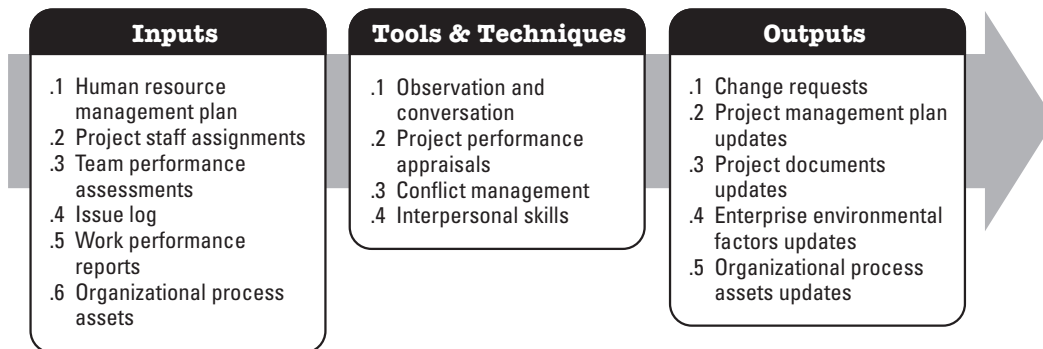 Inputs
.1 Human resource
management plan
.2 Project staff assignments
.3 Team performance
assessments
.4 Issue log
.5 Work performance
reports
.6 Organizational process
assets
Tools & Techniques
.1 Observation and
conversation
.2 Project performance
appraisals
.3 Conflict management
.4 Interpersonal skills
Outputs
.1 Change requests
.2 Project management plan
updates
.3 Project documents
updates
.4 Enterprise environmental
factors updates
.5 Organizational process
assets updates